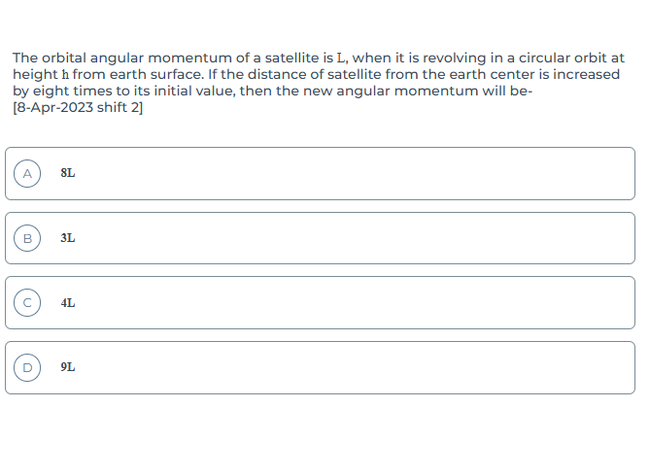 The orbital angular momentum of a satellite is L, when it is revolving in a circular orbit at
height h from earth surface. If the distance of satellite from the earth center is increased
by eight times to its initial value, then the new angular momentum will be-
[8-Apr-2023 shift 2]
A 8L
B 3L
C 4L
D 9L